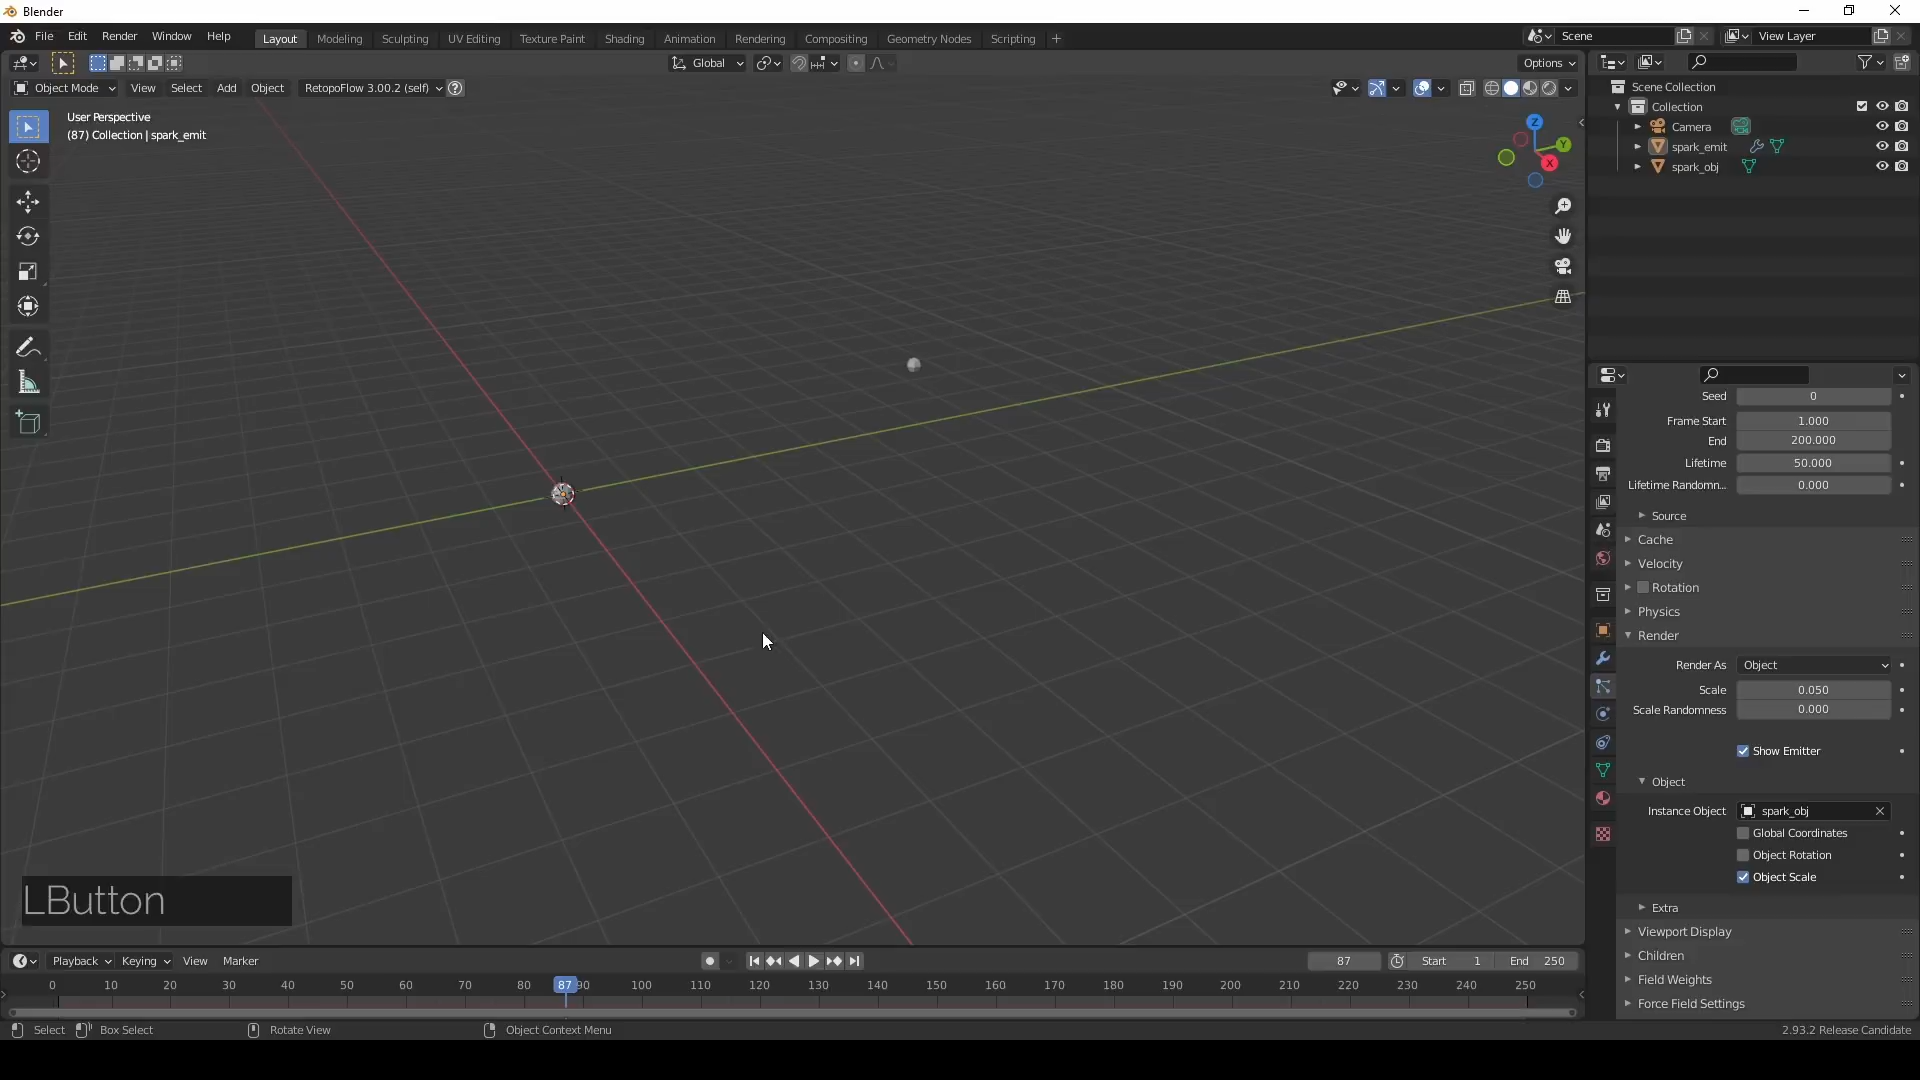 Blender
File Edit Render Window Help
Layout Modeling Sculpting UV Editing Texture Paint Shading Animation Rendering Compositing Geometry Nodes Scripting +
Scene
View Layer
Global
Options
Object Mode View Select Add Object RetopoFlow 3.00.2 (self) ?
User Perspective
(87) Collection | spark_emit
Z
Y
X
Scene Collection
Collection
Camera
spark_emit
spark_obj
Seed 0
Frame Start 1.000
End 200.000
Lifetime 50.000
Lifetime Randomn... 0.000
Source
Cache
Velocity
Rotation
Physics
Render
Render As Object
Scale 0.050
Scale Randomness 0.000
Show Emitter
Object
Instance Object spark_obj
Global Coordinates
Object Rotation
Object Scale
Extra
Viewport Display
Children
Field Weights
Force Field Settings
LButton
Playback Keying View Marker
87 Start 1 End 250
0 10 20 30 40 50 60 70 80 87 90 100 110 120 130 140 150 160 170 180 190 200 210 220 230 240 250
Select Box Select Rotate View Object Context Menu 2.93.2 Release Candidate